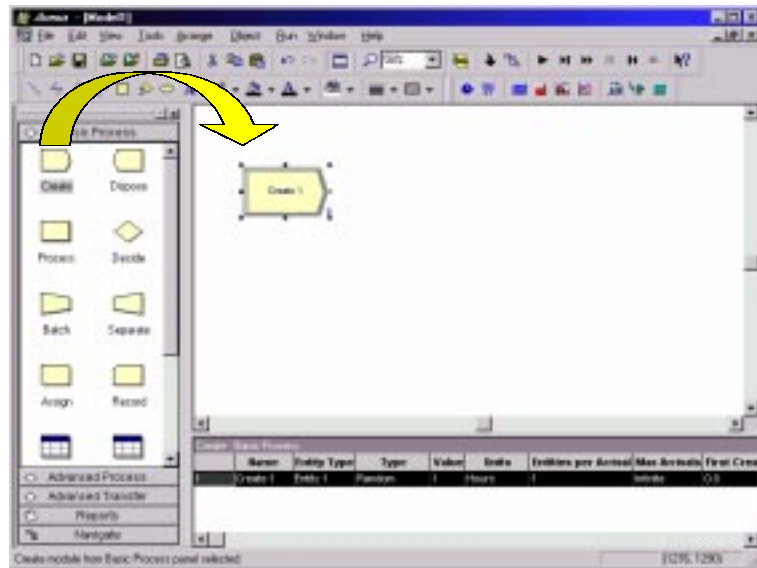 Arena - [Model1]
File Edit View Tools Arrange Object Run Window Help
Basic Process
Create Dispose
Process Decide
Batch Separate
Assign Record
Advanced Process
Advanced Transfer
Reports
Navigate
Create 1
Create - Basic Process
Name Entity Type Type Value Units Entities per Arrival Max Arrivals First Crea
1 Create 1 Entity 1 Random 1 Hours 1 Infinite 0.0
Create module from Basic Process panel selected.